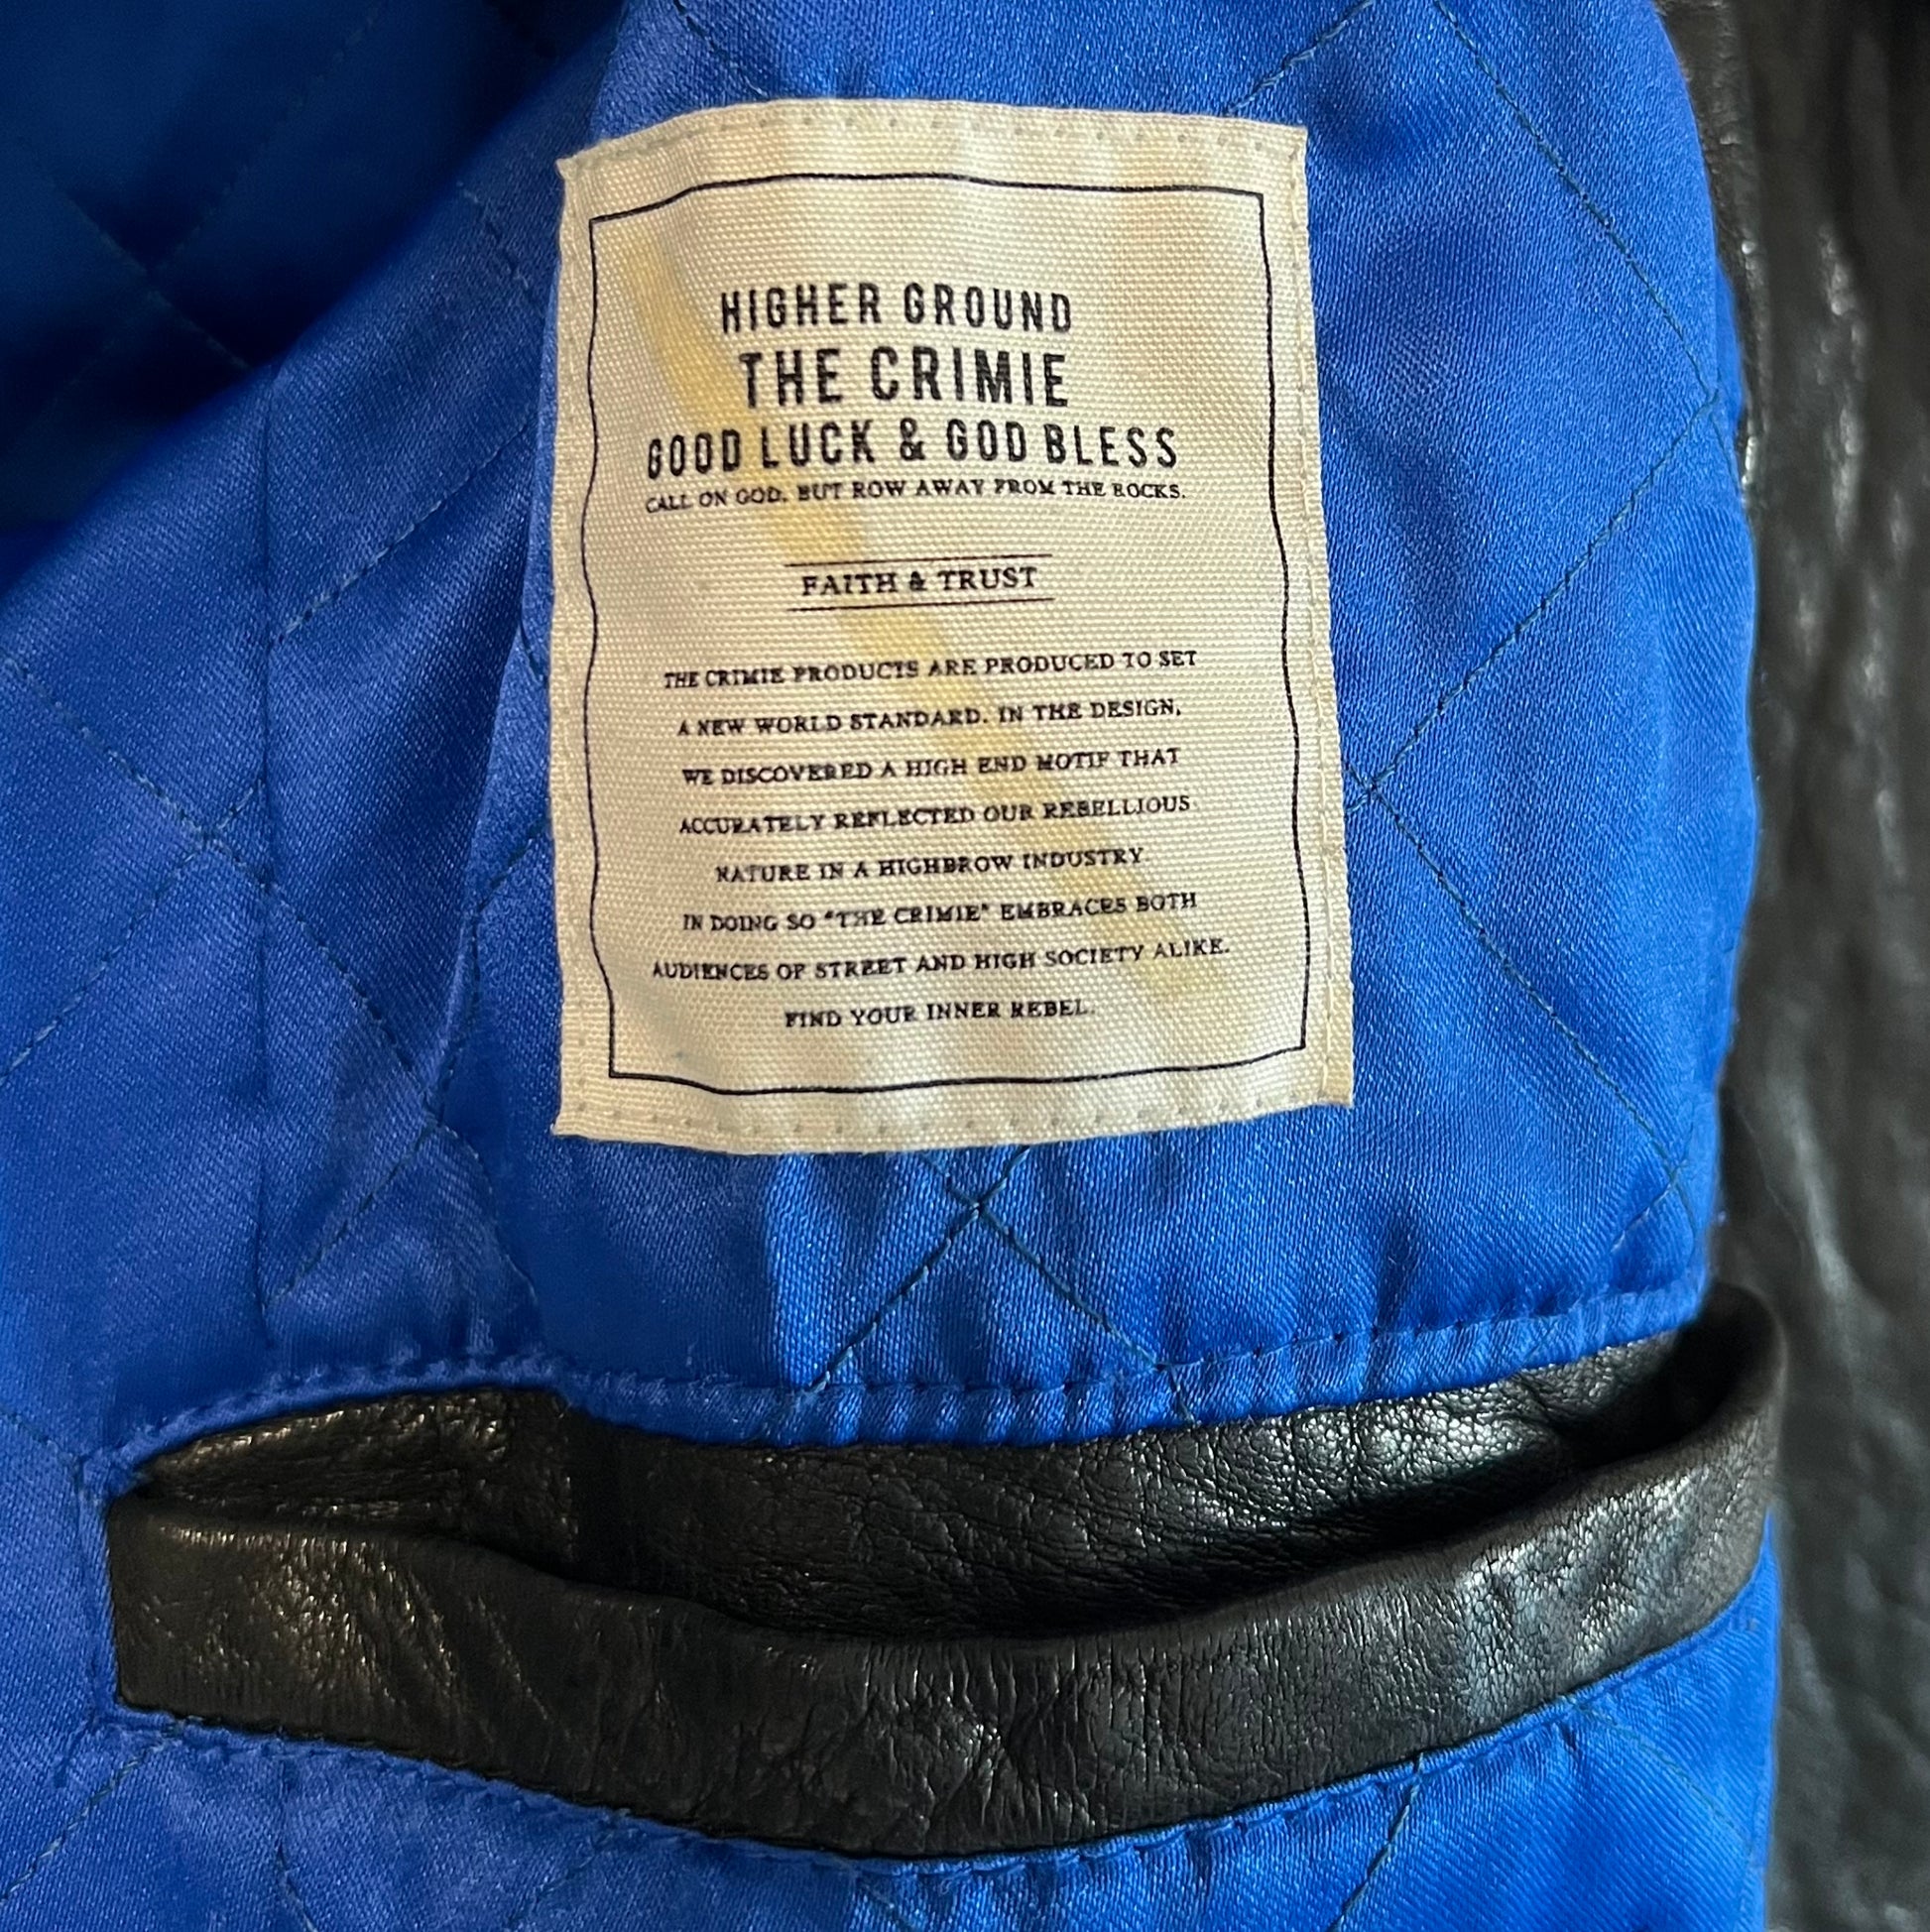 HIGHER GROUND
THE CRIMIE
GOOD LUCK & GOD BLESS
CALL ON GOD, BUT ROW AWAY FROM THE ROCKS.
FAITH & TRUST
THE CRIMIE PRODUCTS ARE PRODUCED TO SET
A NEW WORLD STANDARD. IN THE DESIGN,
WE DISCOVERED A HIGH END MOTIF THAT
ACCURATELY REFLECTED OUR REBELLIOUS
NATURE IN A HIGHBROW INDUSTRY.
IN DOING SO "THE CRIMIE" EMBRACES BOTH
AUDIENCES OF STREET AND HIGH SOCIETY ALIKE.
FIND YOUR INNER REBEL.